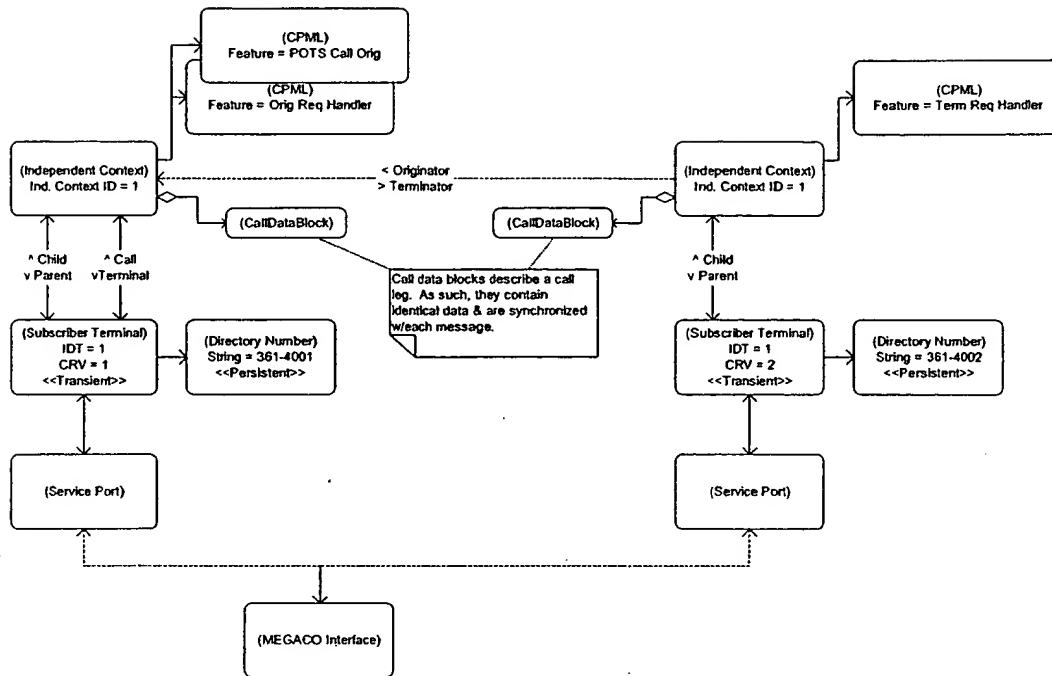 (CPML)
Feature = POTS Call Orig
(CPML)
Feature = Orig Req Handler
(CPML)
Feature = Term Req Handler
(Independent Context)
Ind. Context ID = 1
< Originator
> Terminator
(Independent Context)
Ind. Context ID = 1
(CallDataBlock)
(CallDataBlock)
^ Child
v Parent
^ Call
vTerminal
^ Child
v Parent
Call data blocks describe a call
leg. As such, they contain
identical data & are synchronized
w/each message.
(Subscriber Terminal)
IDT = 1
CRV = 1
<<Transient>>
(Directory Number)
String = 361-4001
<<Persistent>>
(Subscriber Terminal)
IDT = 1
CRV = 2
<<Transient>>
(Directory Number)
String = 361-4002
<<Persistent>>
(Service Port)
(Service Port)
(MEGACO Interface)